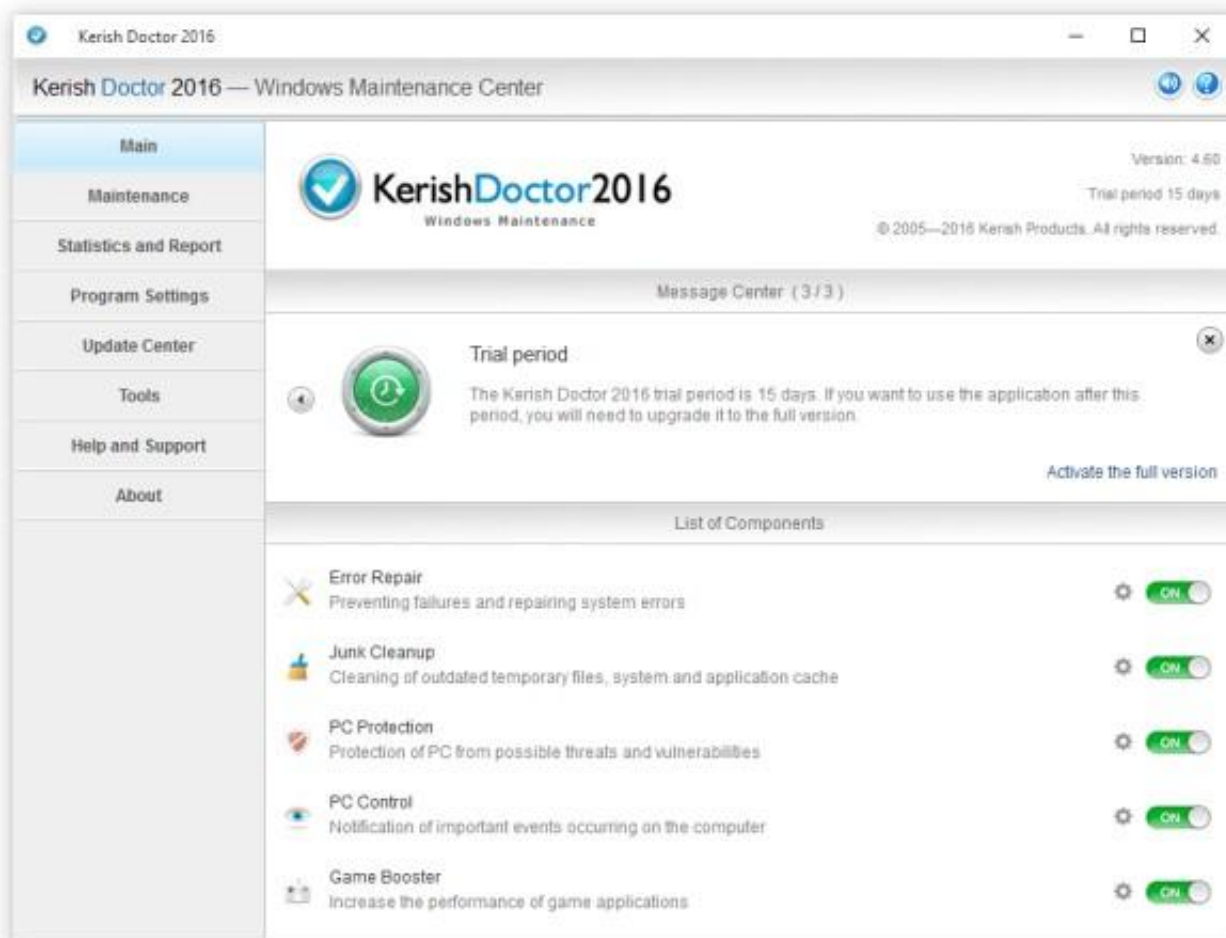 Kerish Doctor 2016
Kerish Doctor 2016 — Windows Maintenance Center
Main
Maintenance
Statistics and Report
Program Settings
Update Center
Tools
Help and Support
About
KerishDoctor2016
Windows Maintenance
Version: 4.60
Trial period 15 days
© 2005—2016 Kerish Products. All rights reserved.
Message Center ( 3 / 3 )
Trial period
The Kerish Doctor 2016 trial period is 15 days. If you want to use the application after this
period, you will need to upgrade it to the full version.
Activate the full version
List of Components
Error Repair
Preventing failures and repairing system errors
ON
Junk Cleanup
Cleaning of outdated temporary files, system and application cache
ON
PC Protection
Protection of PC from possible threats and vulnerabilities
ON
PC Control
Notification of important events occurring on the computer
ON
Game Booster
Increase the performance of game applications
ON